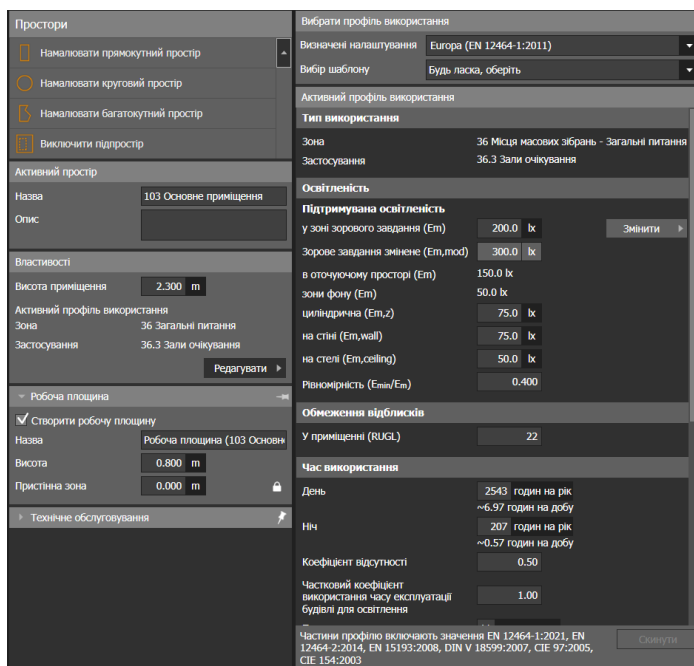 Простори
Намалювати прямокутний простір
Намалювати круговий простір
Намалювати багатокутний простір
Виключити підпростір
Активний простір
Назва 103 Основне приміщення
Опис
Властивості
Висота приміщення 2.300 m
Активний профіль використання
Зона 36 Загальні питання
Застосування 36.3 Зали очікування
Редагувати
Робоча площина
Створити робочу площину
Назва Робоча площина (103 Основн
Висота 0.800 m
Пристінна зона 0.000 m
Технічне обслуговування
Вибрати профіль використання
Визначені налаштування Europa (EN 12464-1:2011)
Вибір шаблону Будь ласка, оберіть
Активний профіль використання
Тип використання
Зона 36 Місця масових зібрань - Загальні питання
Застосування 36.3 Зали очікування
Освітленість
Підтримувана освітленість
у зоні зорового завдання (Em) 200.0 lx Змінити
Зорове завдання змінене (Em,mod) 300.0 lx
в оточуючому просторі (Em) 150.0 lx
зони фону (Em) 50.0 lx
циліндрична (Em,z) 75.0 lx
на стіні (Em,wall) 75.0 lx
на стелі (Em,ceiling) 50.0 lx
Рівномірність (Emin/Em) 0.400
Обмеження відблисків
У приміщенні (RUGL) 22
Час використання
День 2543 годин на рік
~6.97 годин на добу
Ніч 207 годин на рік
~0.57 годин на добу
Коефіцієнт відсутності 0.50
Частковий коефіцієнт
використання часу експлуатації 1.00
будівлі для освітлення
Частини профілю включають значення EN 12464-1:2021, EN
12464-2:2014, EN 15193:2008, DIN V 18599:2007, CIE 97:2005,
CIE 154:2003
Скинути